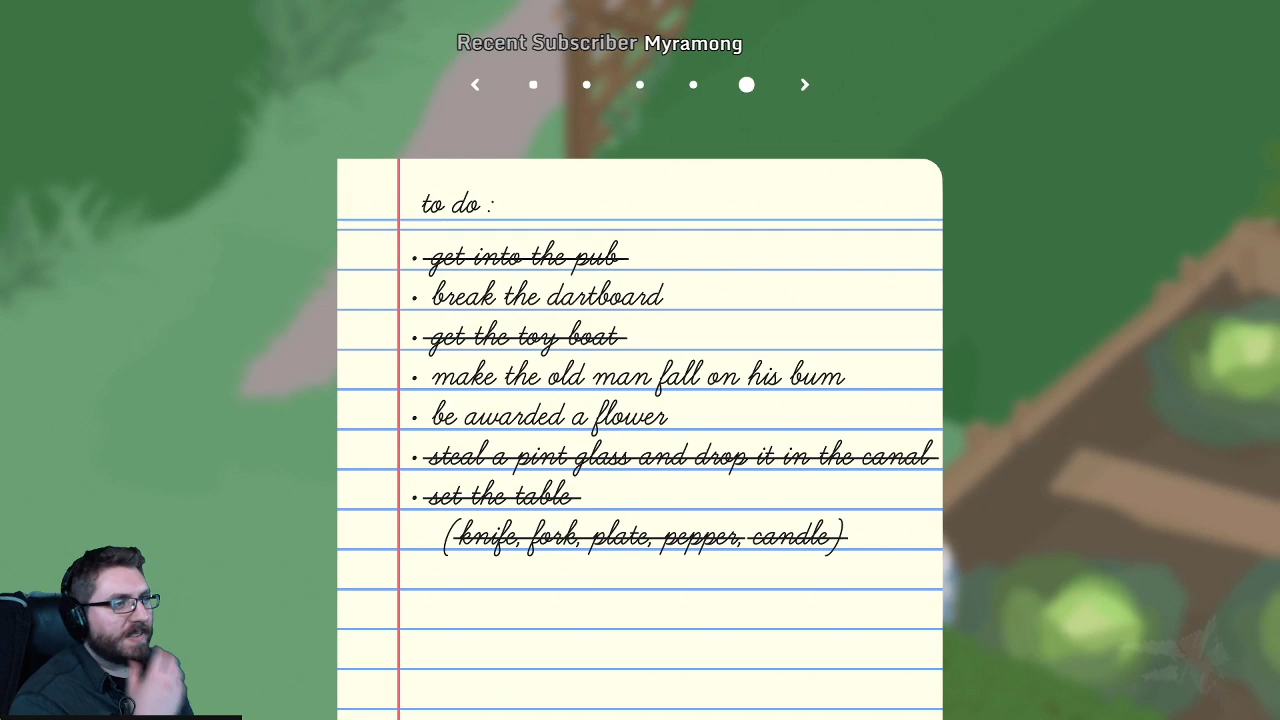 Recent Subscriber Myramong
to do :
• get into the pub
• break the dartboard
• get the toy boat
• make the old man fall on his bum
• be awarded a flower
• steal a pint glass and drop it in the canal
• set the table
(knife, fork, plate, pepper, candle)